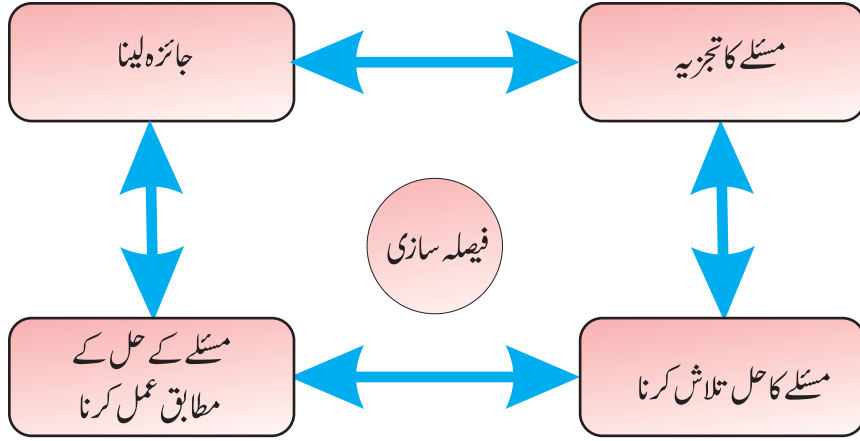 مسئلے کا تجزیہ
جائزہ لینا
فیصلہ سازی
مسئلے کا حل تلاش کرنا
مسئلے کے حل کے
مطابق عمل کرنا